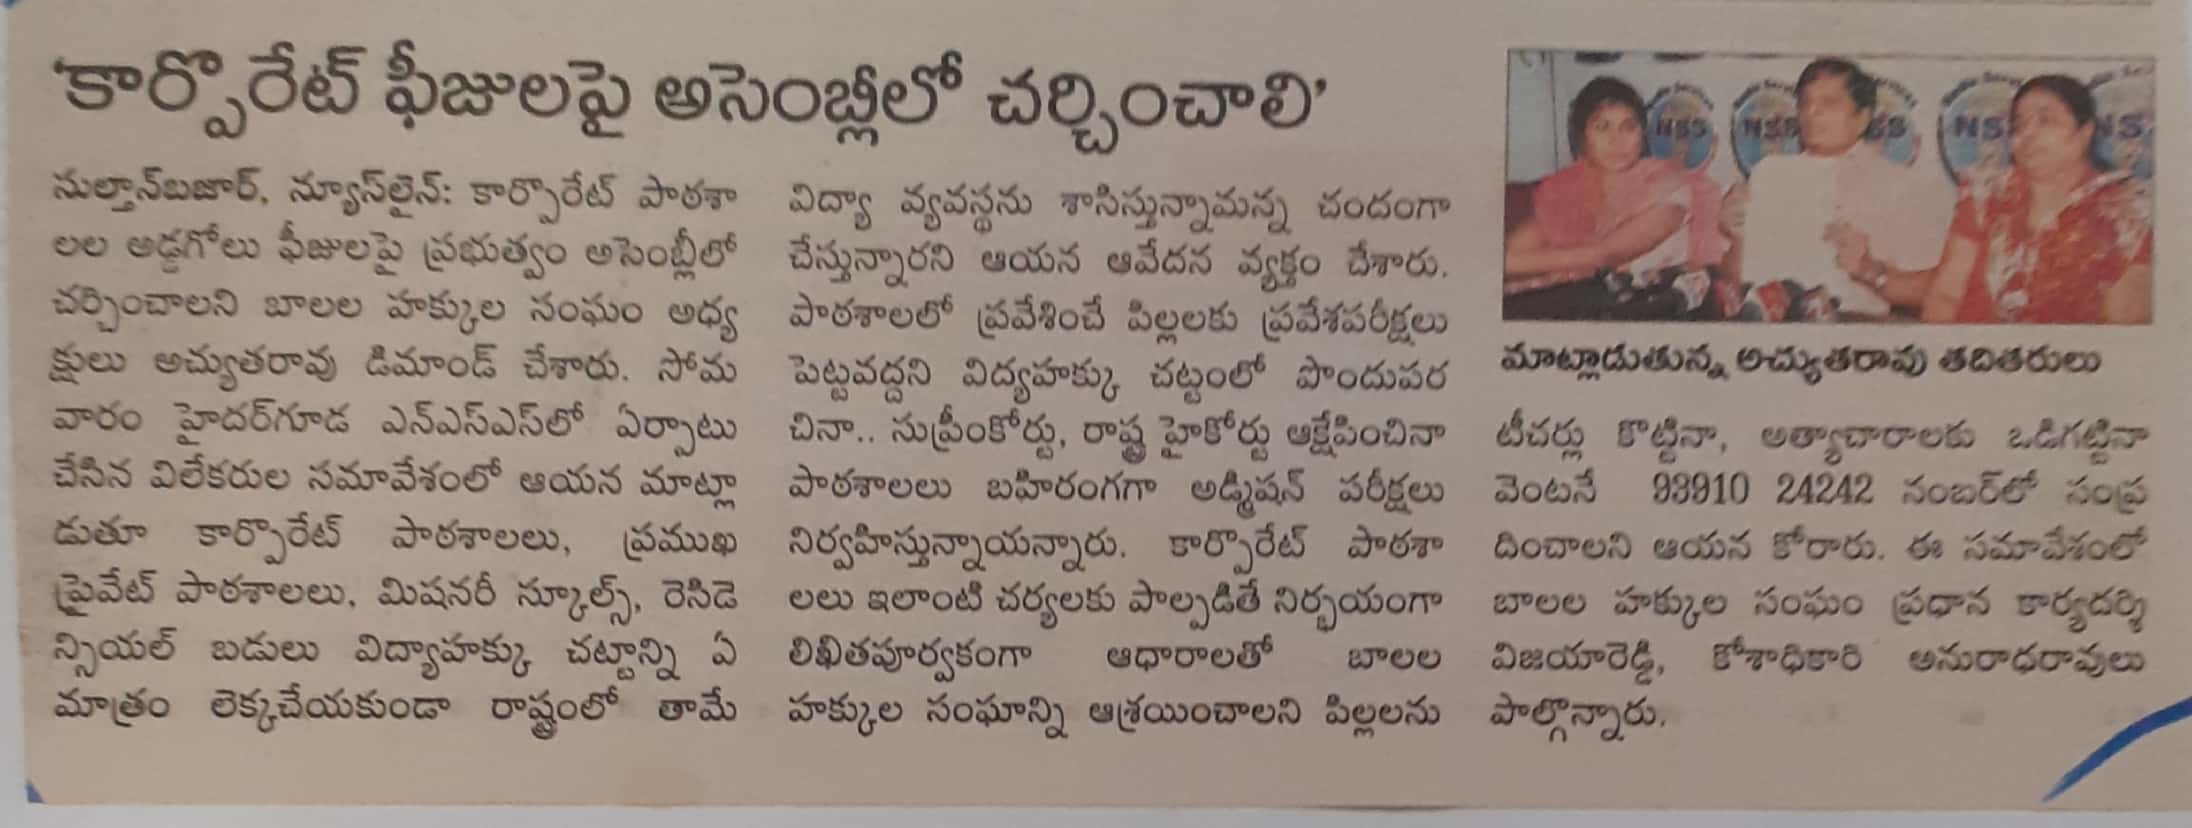 'కార్పొరేట్ ఫీజులపై అసెంబ్లీలో చర్చించాలి'
సుల్తాన్‌బజార్, న్యూస్‌లైన్: కార్పొరేట్ పాఠశా
లల అడ్డగోలు ఫీజులపై ప్రభుత్వం అసెంబ్లీలో
చర్చించాలని బాలల హక్కుల సంఘం అధ్య
క్షులు అచ్యుతరావు డిమాండ్ చేశారు. సోమ
వారం హైదర్‌గూడ ఎన్ఎస్ఎస్‌లో ఏర్పాటు
చేసిన విలేకరుల సమావేశంలో ఆయన మాట్లా
డుతూ కార్పొరేట్ పాఠశాలలు, ప్రముఖ
ప్రైవేట్ పాఠశాలలు, మిషనరీ స్కూల్స్, రెసిడె
న్సియల్ బడులు విద్యాహక్కు చట్టాన్ని ఏ
మాత్రం లెక్కచేయకుండా రాష్ట్రంలో తామే
విద్యా వ్యవస్థను శాసిస్తున్నామన్న చందంగా
చేస్తున్నారని ఆయన ఆవేదన వ్యక్తం చేశారు.
పాఠశాలలో ప్రవేశించే పిల్లలకు ప్రవేశపరీక్షలు
పెట్టవద్దని విద్యహక్కు చట్టంలో పొందుపర
చినా.. సుప్రీంకోర్టు, రాష్ట్ర హైకోర్టు ఆక్షేపించినా
పాఠశాలలు బహిరంగగా అడ్మిషన్ పరీక్షలు
నిర్వహిస్తున్నాయన్నారు. కార్పొరేట్ పాఠశా
లలు ఇలాంటి చర్యలకు పాల్పడితే నిర్భయంగా
లిఖితపూర్వకంగా ఆధారాలతో బాలల
హక్కుల సంఘాన్ని ఆశ్రయించాలని పిల్లలను
NSS NSS NSS
మాట్లాడుతున్న అచ్యుతరావు తదితరులు
టీచర్లు కొట్టినా, అత్యాచారాలకు ఒడిగట్టినా
వెంటనే 93910 24242 నంబర్‌లో సంప్ర
దించాలని ఆయన కోరారు. ఈ సమావేశంలో
బాలల హక్కుల సంఘం ప్రధాన కార్యదర్శి
విజయారెడ్డి, కోశాధికారి అనురాధరావులు
పాల్గొన్నారు.